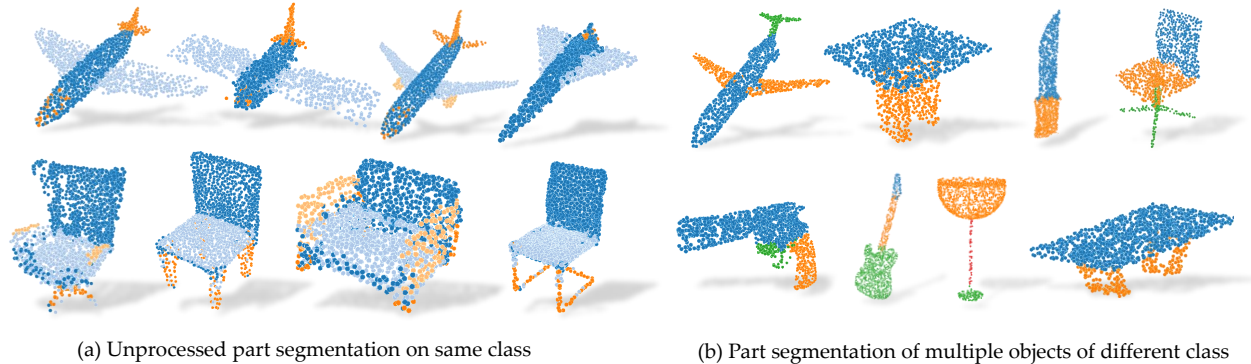 (a) Unprocessed part segmentation on same class
(b) Part segmentation of multiple objects of different class